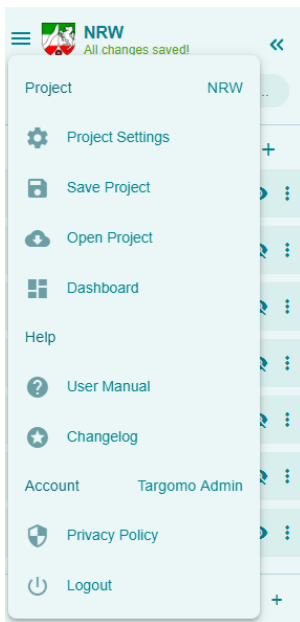 NRW
All changes saved!
Project NRW
..
Project Settings
Save Project
Open Project
Dashboard
Help
User Manual
Changelog
Account Targomo Admin
Privacy Policy
Logout